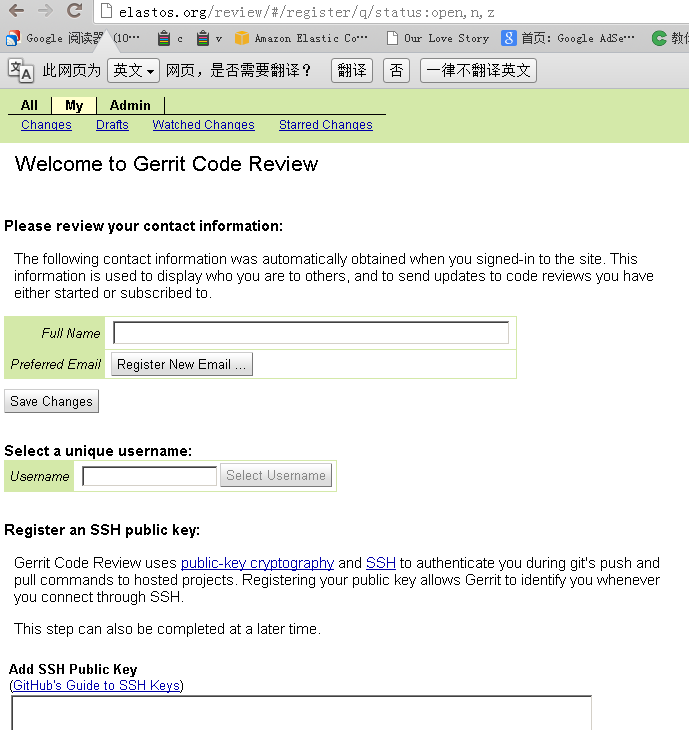 elastos.org/review/#/register/q/status:open,n,z
Google 阅读器 (10… c v Amazon Elastic Co… Our Love Story 首页: Google AdSe…
此网页为 英文 网页，是否需要翻译？ 翻译 否 一律不翻译英文
All My Admin
Changes Drafts Watched Changes Starred Changes
Welcome to Gerrit Code Review
Please review your contact information:
The following contact information was automatically obtained when you signed-in to the site. This
information is used to display who you are to others, and to send updates to code reviews you have
either started or subscribed to.
Full Name
Preferred Email Register New Email ...
Save Changes
Select a unique username:
Username Select Username
Register an SSH public key:
Gerrit Code Review uses public-key cryptography and SSH to authenticate you during git's push and
pull commands to hosted projects. Registering your public key allows Gerrit to identify you whenever
you connect through SSH.
This step can also be completed at a later time.
Add SSH Public Key
(GitHub's Guide to SSH Keys)